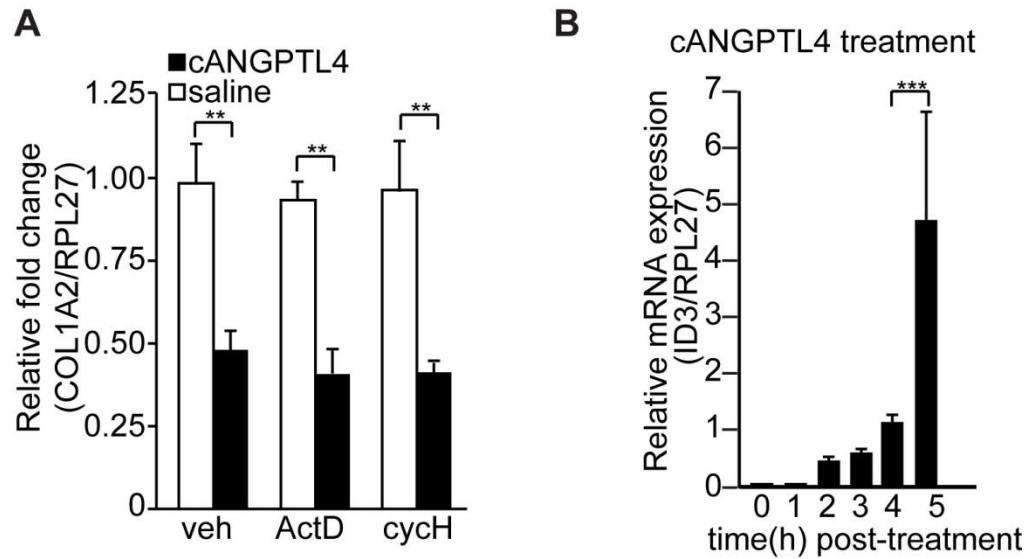 A
cANGPTL4
saline
1.25
1.00
0.75
0.50
0.25
0
Relative fold change
(COL1A2/RPL27)
**
**
**
veh ActD cycH
B
cANGPTL4 treatment
7
6
5
4
3
2
1
0
Relative mRNA expression
(ID3/RPL27)
***
0 1 2 3 4 5
time(h) post-treatment